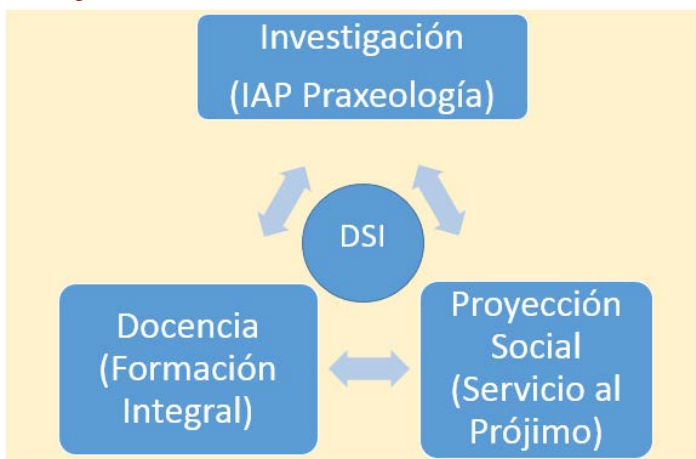 Investigación
(IAP Praxeología)
DSI
Docencia
(Formación
Integral)
Proyección
Social
(Servicio al
Prójimo)